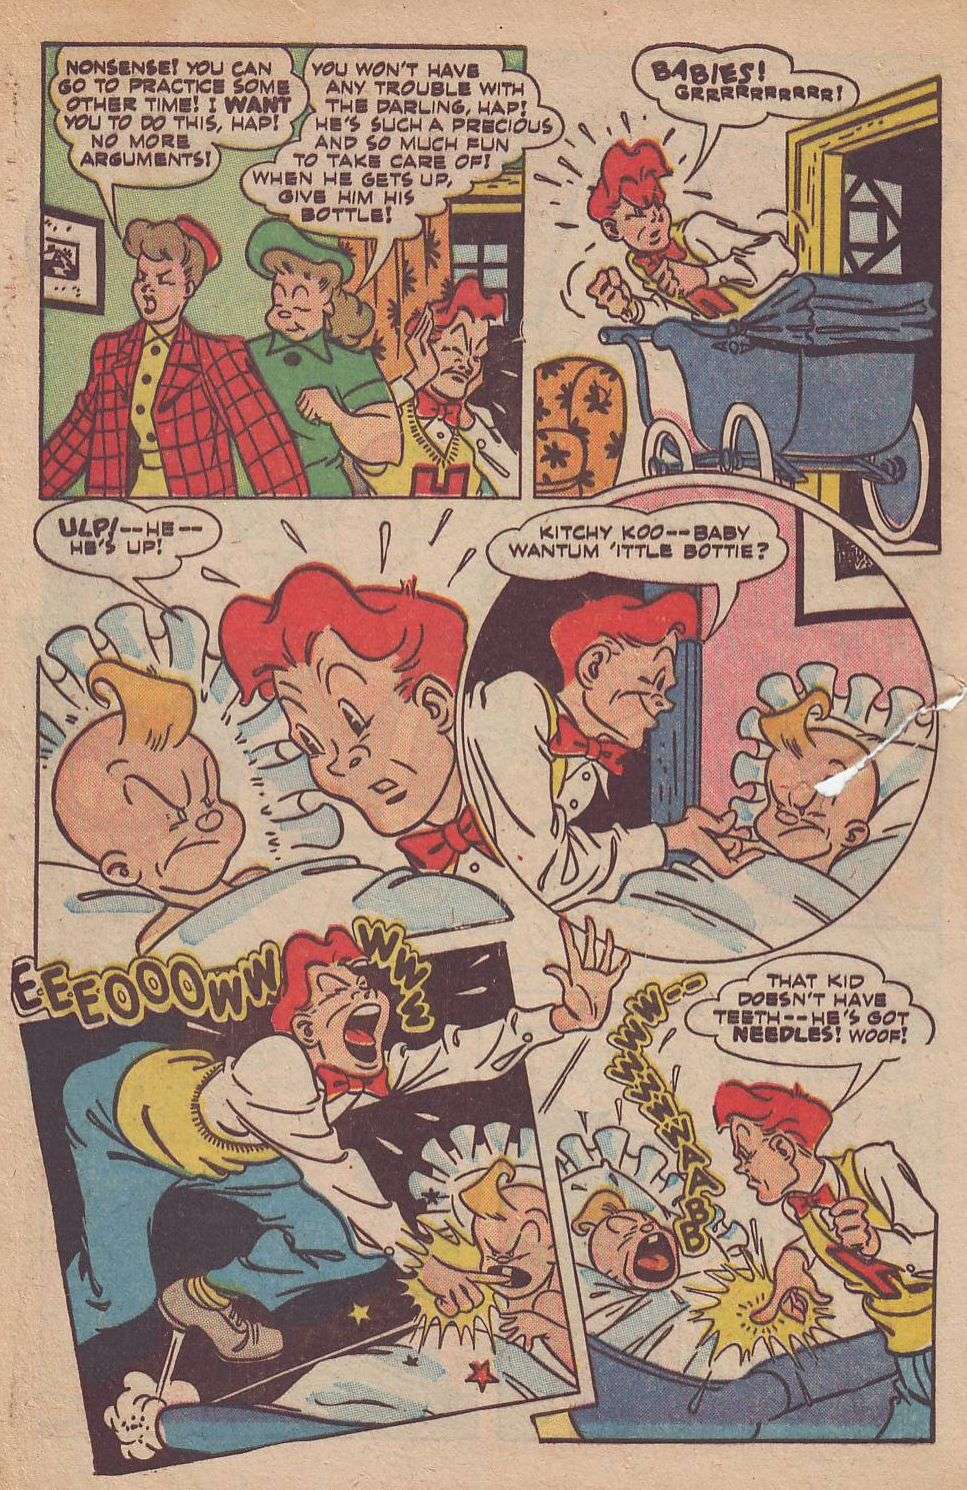 NONSENSE! YOU CAN
GO TO PRACTICE SOME
OTHER TIME! I WANT
YOU TO DO THIS, HAP!
NO MORE
ARGUMENTS!
YOU WON'T HAVE
ANY TROUBLE WITH
THE DARLING, HAP!
HE'S SUCH A PRECIOUS
AND SO MUCH FUN
TO TAKE CARE OF!
WHEN HE GETS UP,
GIVE HIM HIS
BOTTLE!
H
BABIES!
GRRRRRRRRRR!
ULP!--HE--
HE'S UP!
KITCHY KOO--BABY
WANTUM 'ITTLE BOTTIE?
EEEEOOOOWWW
WWWE
WWWWWWWAABBB
THAT KID
DOESN'T HAVE
TEETH--HE'S GOT
NEEDLES! WOOF!